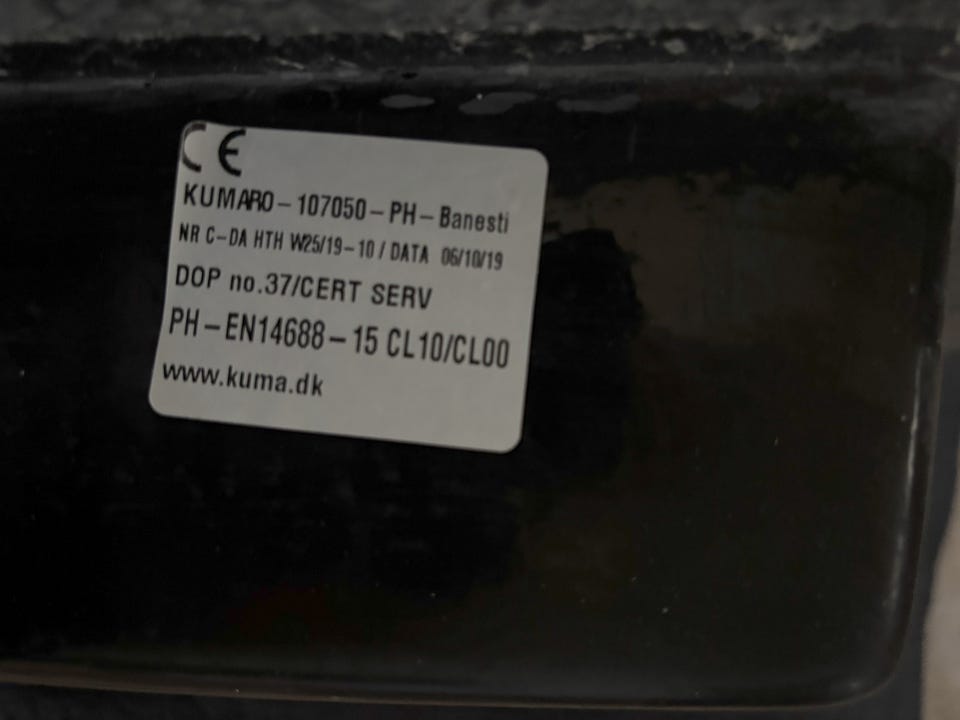 CE
KUMARO-107050-PH-Banesti
NR C-DA HTH W25/19-10 / DATA 06/10/19
DOP no.37/CERT SERV
PH-EN14688-15 CL10/CL00
www.kuma.dk